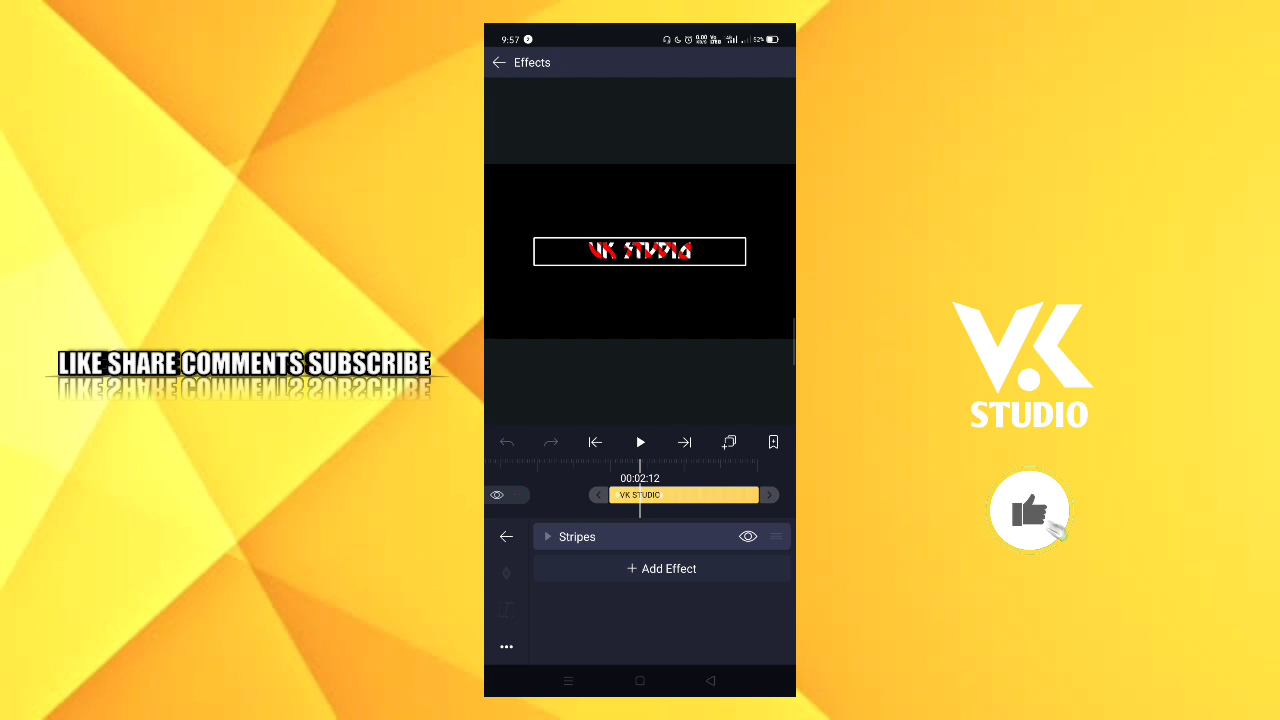 9:57
52%
Effects
VK STUDIO
00:02:12
VK STUDIO
Stripes
+ Add Effect
LIKE SHARE COMMENTS SUBSCRIBE
VK
STUDIO